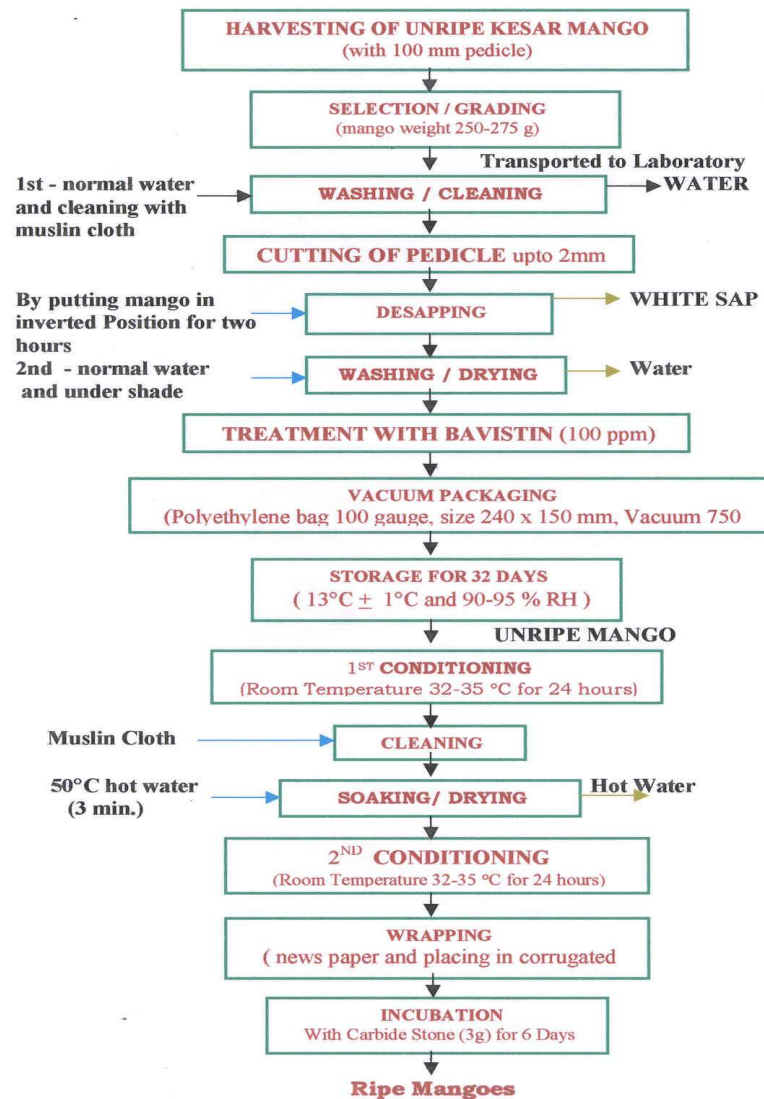 HARVESTING OF UNRIPE KESAR MANGO
(with 100 mm pedicle)
SELECTION / GRADING
(mango weight 250-275 g)
Transported to Laboratory
1st - normal water
and cleaning with
muslin cloth
WASHING / CLEANING
WATER
CUTTING OF PEDICLE upto 2mm
By putting mango in
inverted Position for two
hours
DESAPPING
WHITE SAP
2nd - normal water
and under shade
WASHING / DRYING
Water
TREATMENT WITH BAVISTIN (100 ppm)
VACUUM PACKAGING
(Polyethylene bag 100 gauge, size 240 x 150 mm, Vacuum 750
STORAGE FOR 32 DAYS
( 13°C ± 1°C and 90-95 % RH )
UNRIPE MANGO
1ST CONDITIONING
(Room Temperature 32-35 °C for 24 hours)
Muslin Cloth
CLEANING
50°C hot water
(3 min.)
SOAKING/ DRYING
Hot Water
2ND CONDITIONING
(Room Temperature 32-35 °C for 24 hours)
WRAPPING
( news paper and placing in corrugated
INCUBATION
With Carbide Stone (3g) for 6 Days
Ripe Mangoes